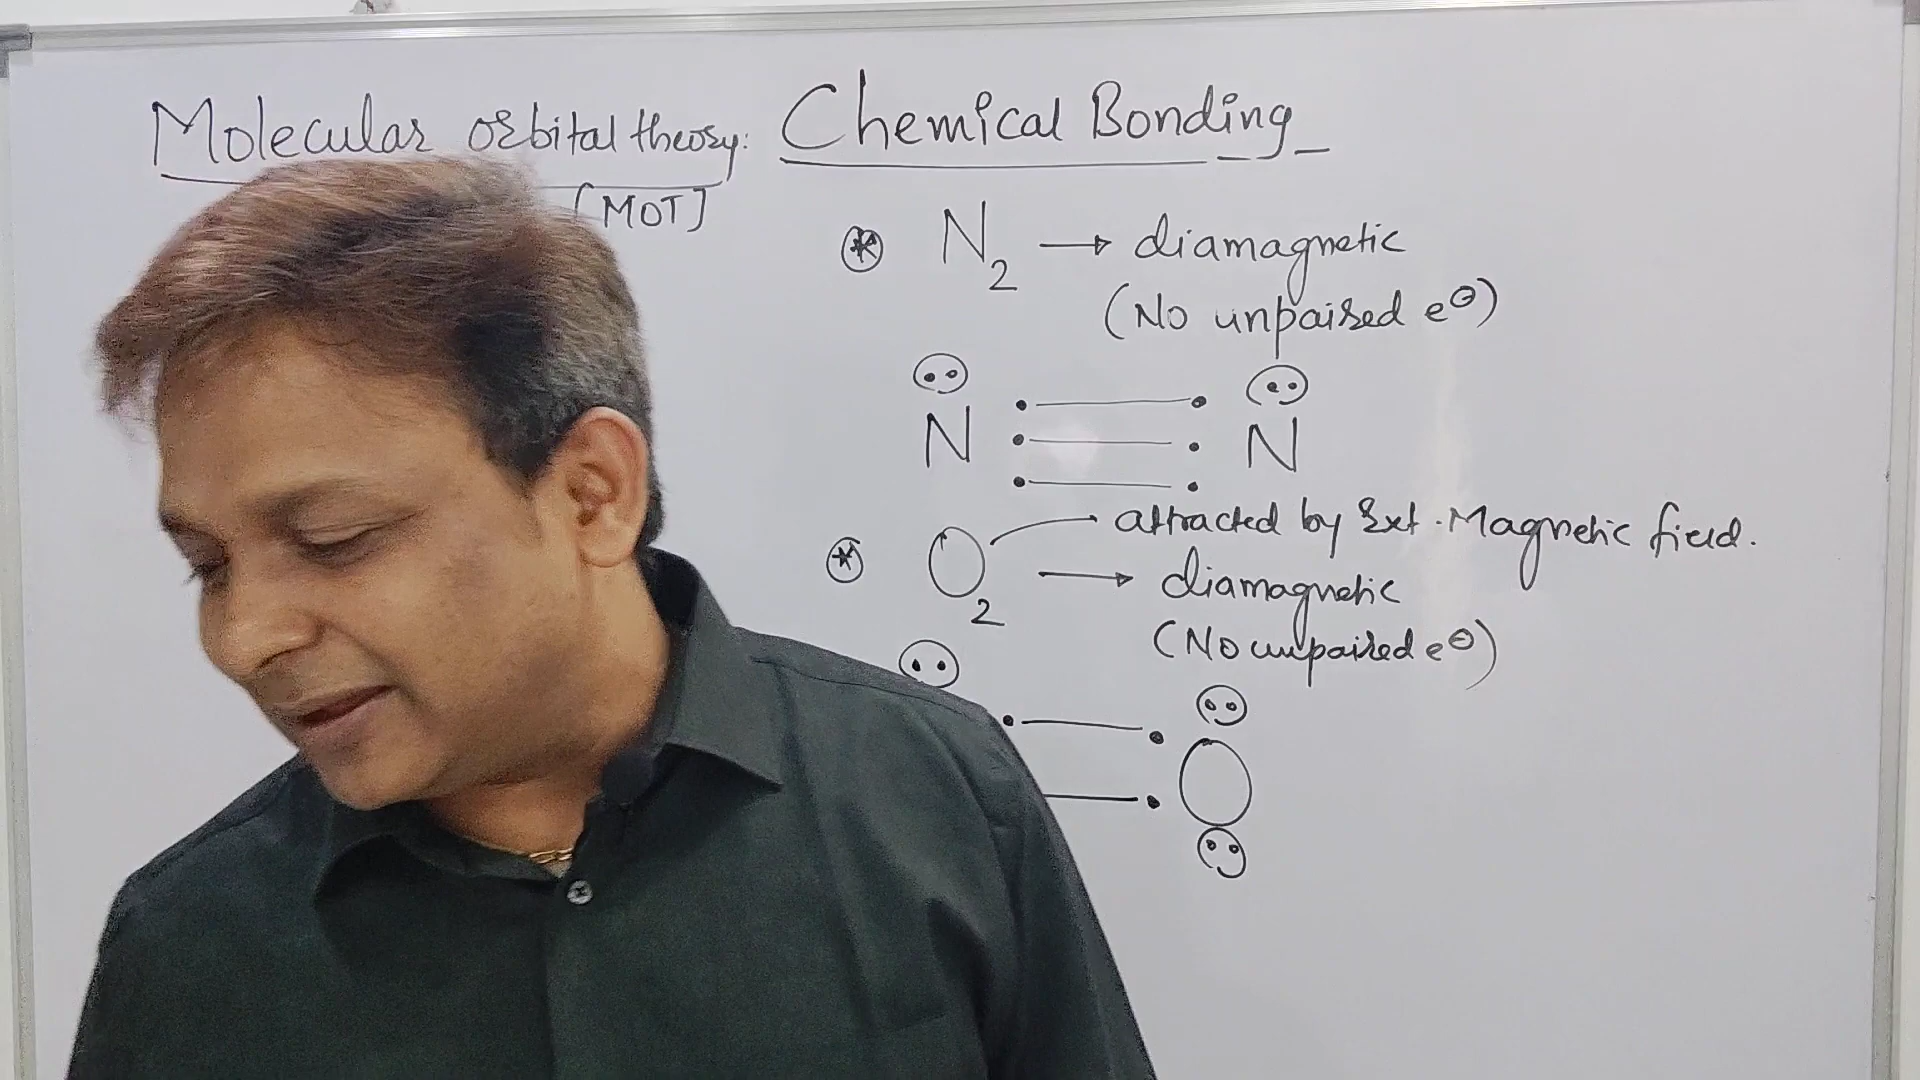 Molecular orbital theory: Chemical Bonding
[MOT]
N2 → diamagnetic
(No unpaired e⊖)
N N
attracted by Ext. Magnetic field.
O2 → diamagnetic
(No unpaired e⊖)
O